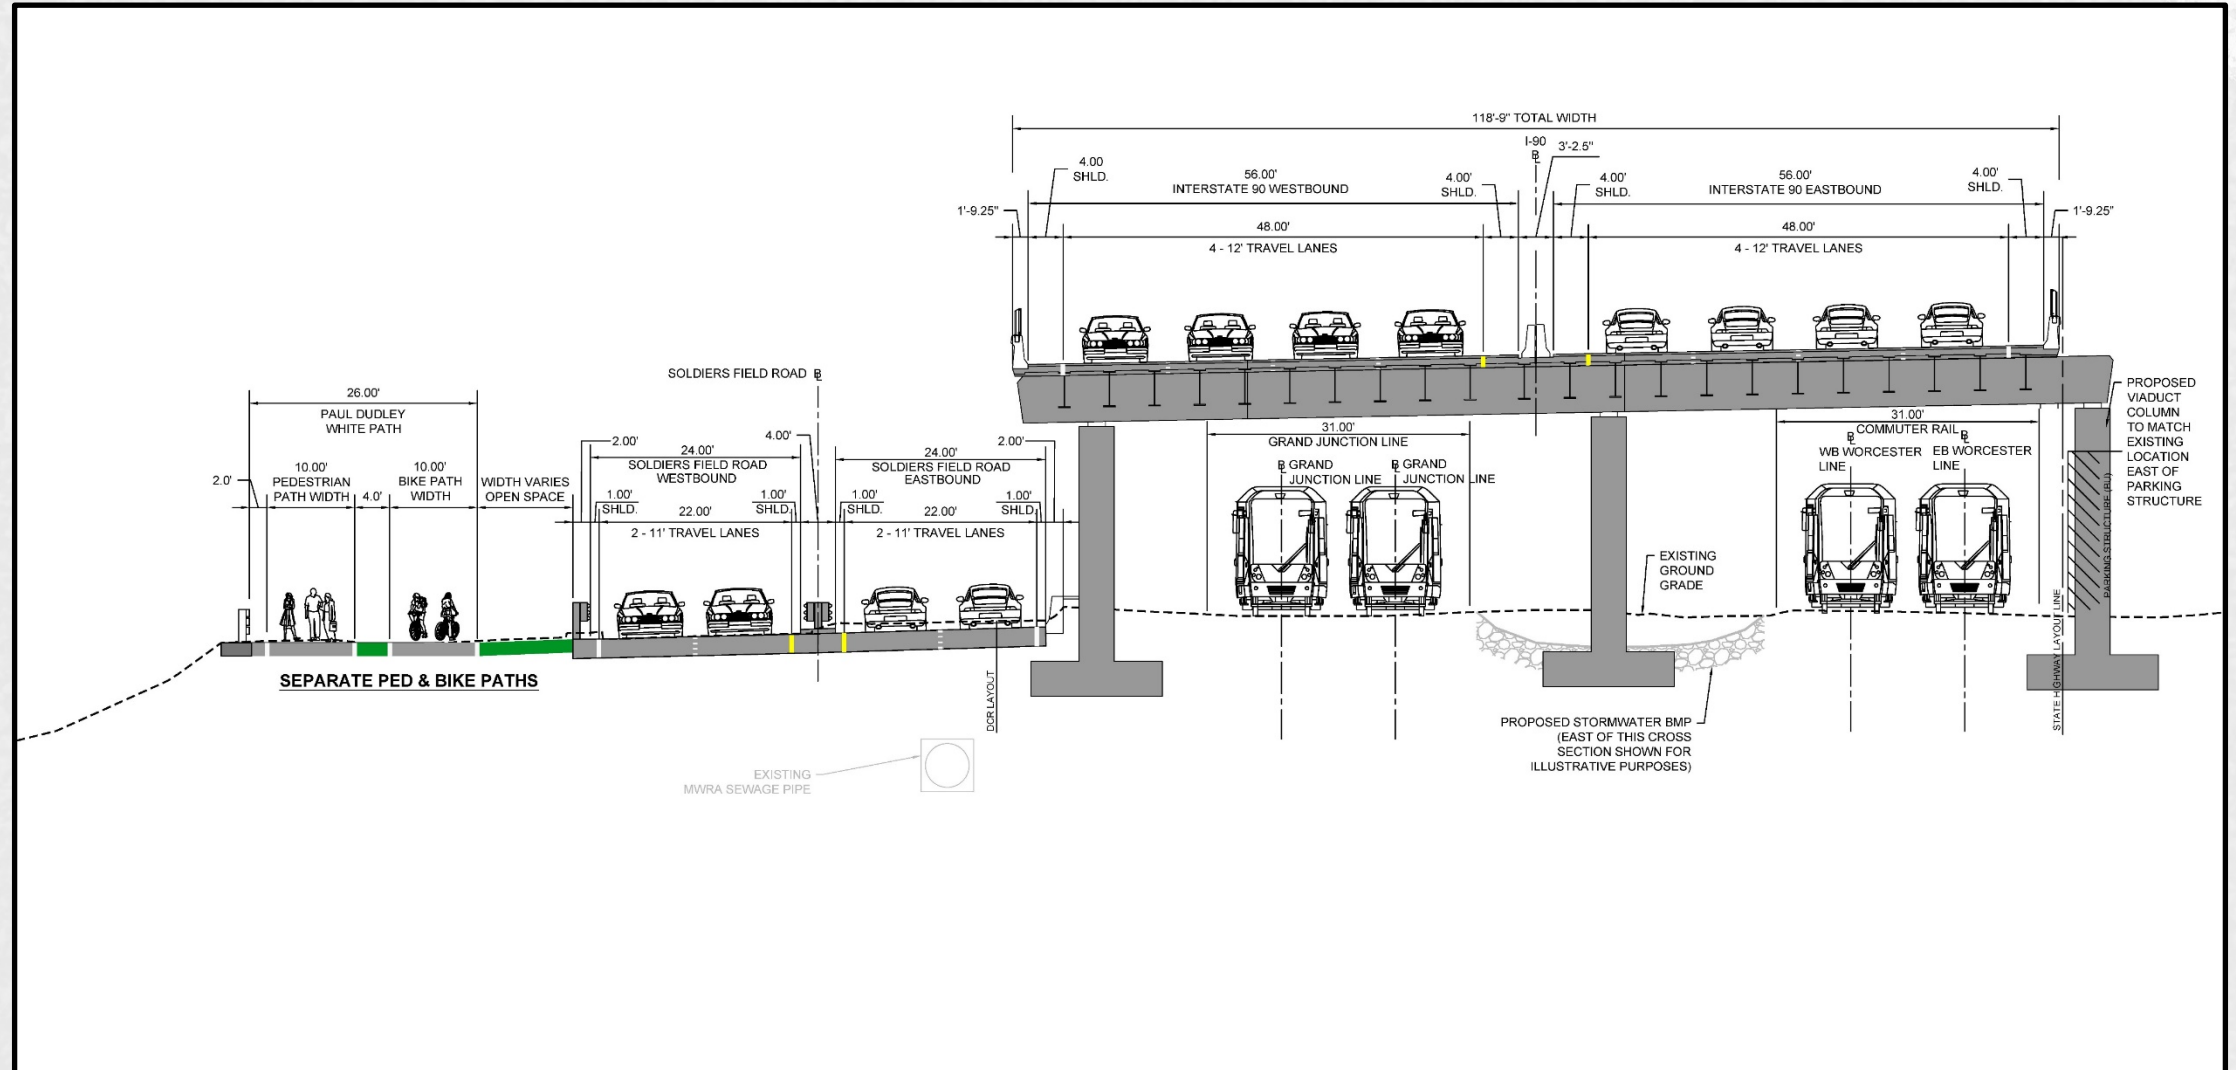 118'-9" TOTAL WIDTH
I-90
℄
3'-2.5"
4.00
SHLD.
56.00'
INTERSTATE 90 WESTBOUND
4.00'
SHLD.
4.00'
SHLD.
56.00'
INTERSTATE 90 EASTBOUND
4.00'
SHLD.
1'-9.25"
48.00'
4 - 12' TRAVEL LANES
48.00'
4 - 12' TRAVEL LANES
1'-9.25"
SOLDIERS FIELD ROAD ℄
26.00'
PAUL DUDLEY
WHITE PATH
2.0'
10.00'
PEDESTRIAN
PATH WIDTH
4.0'
10.00'
BIKE PATH
WIDTH
WIDTH VARIES
OPEN SPACE
2.00'
24.00'
SOLDIERS FIELD ROAD
WESTBOUND
4.00'
24.00'
SOLDIERS FIELD ROAD
EASTBOUND
2.00'
1.00'
SHLD.
22.00'
2 - 11' TRAVEL LANES
1.00'
SHLD.
1.00'
SHLD.
22.00'
2 - 11' TRAVEL LANES
1.00'
SHLD.
31.00'
GRAND JUNCTION LINE
℄ GRAND
JUNCTION LINE
℄ GRAND
JUNCTION LINE
31.00'
COMMUTER RAIL
℄
WB WORCESTER
LINE
℄
EB WORCESTER
LINE
PROPOSED
VIADUCT
COLUMN
TO MATCH
EXISTING
LOCATION
EAST OF
PARKING
STRUCTURE
PARKING STRUCTURE (BU)
EXISTING
GROUND
GRADE
SEPARATE PED & BIKE PATHS
DCR LAYOUT
STATE HIGHWAY LAYOUT LINE
PROPOSED STORMWATER BMP
(EAST OF THIS CROSS
SECTION SHOWN FOR
ILLUSTRATIVE PURPOSES)
EXISTING
MWRA SEWAGE PIPE